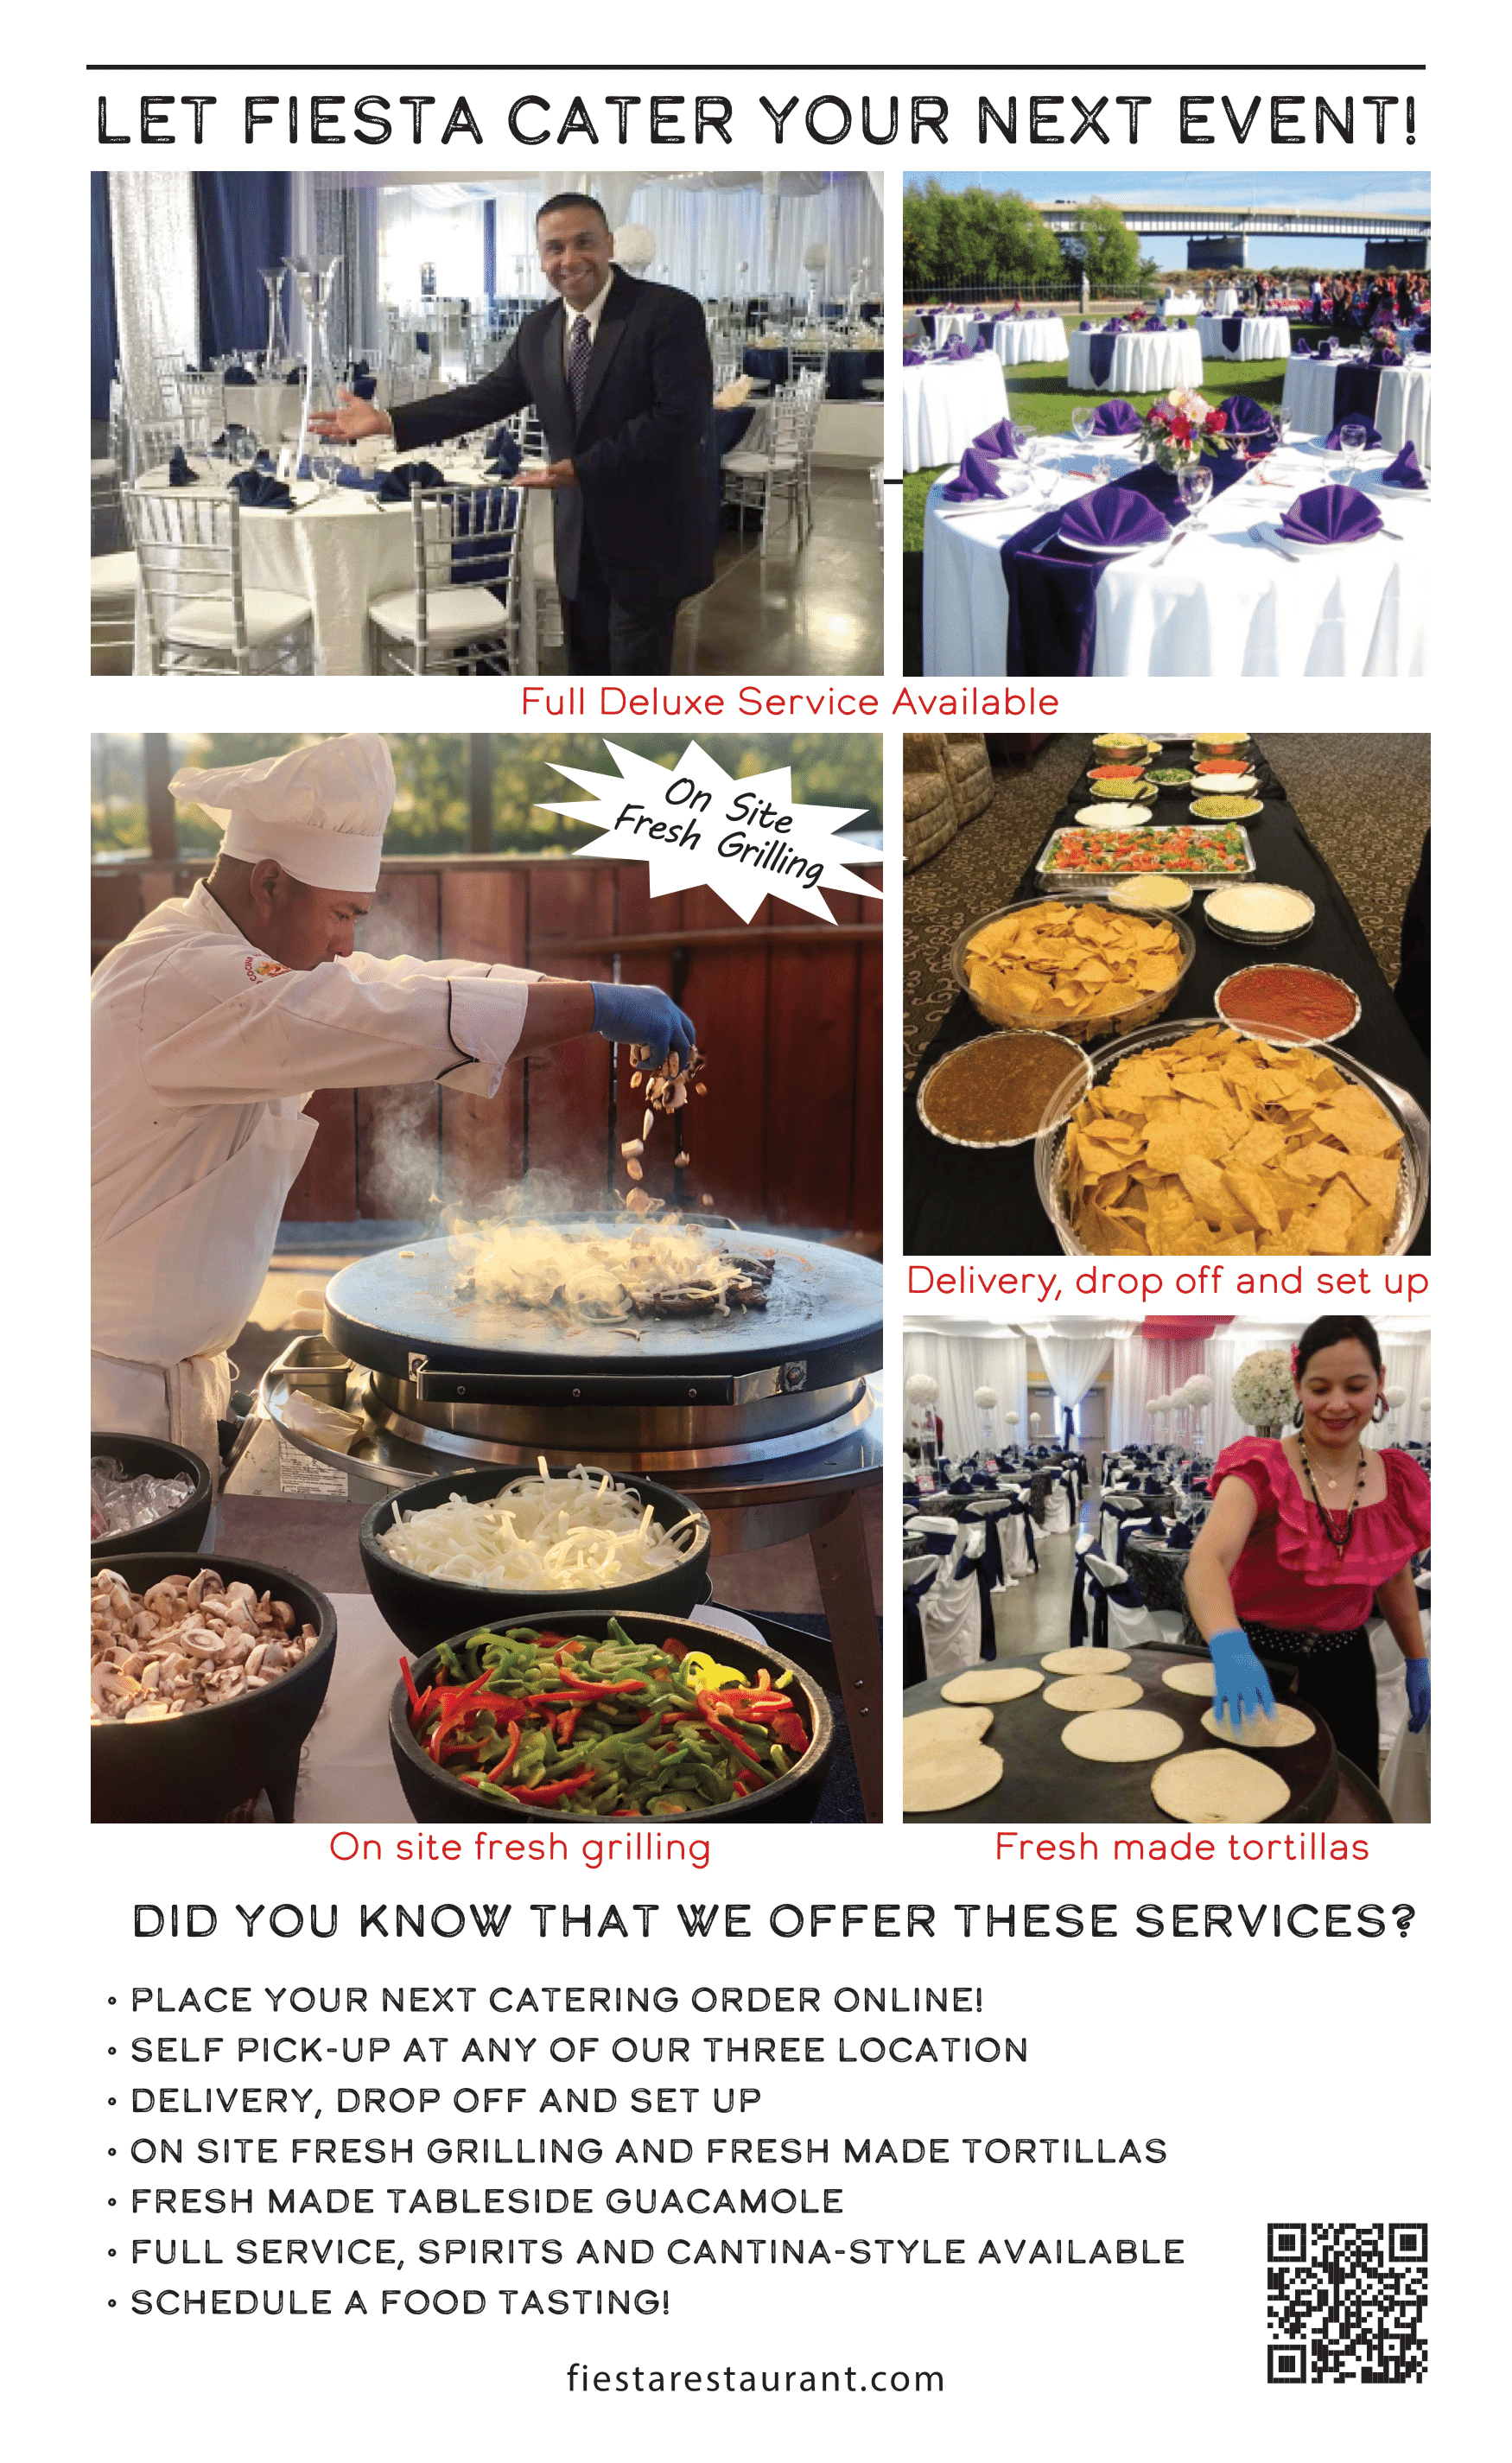 LET FIESTA CATER YOUR NEXT EVENT!
Full Deluxe Service Available
On Site
Fresh Grilling
Delivery, drop off and set up
On site fresh grilling
Fresh made tortillas
DID YOU KNOW THAT WE OFFER THESE SERVICES?
• PLACE YOUR NEXT CATERING ORDER ONLINE!
• SELF PICK-UP AT ANY OF OUR THREE LOCATION
• DELIVERY, DROP OFF AND SET UP
• ON SITE FRESH GRILLING AND FRESH MADE TORTILLAS
• FRESH MADE TABLESIDE GUACAMOLE
• FULL SERVICE, SPIRITS AND CANTINA-STYLE AVAILABLE
• SCHEDULE A FOOD TASTING!
fiestarestaurant.com